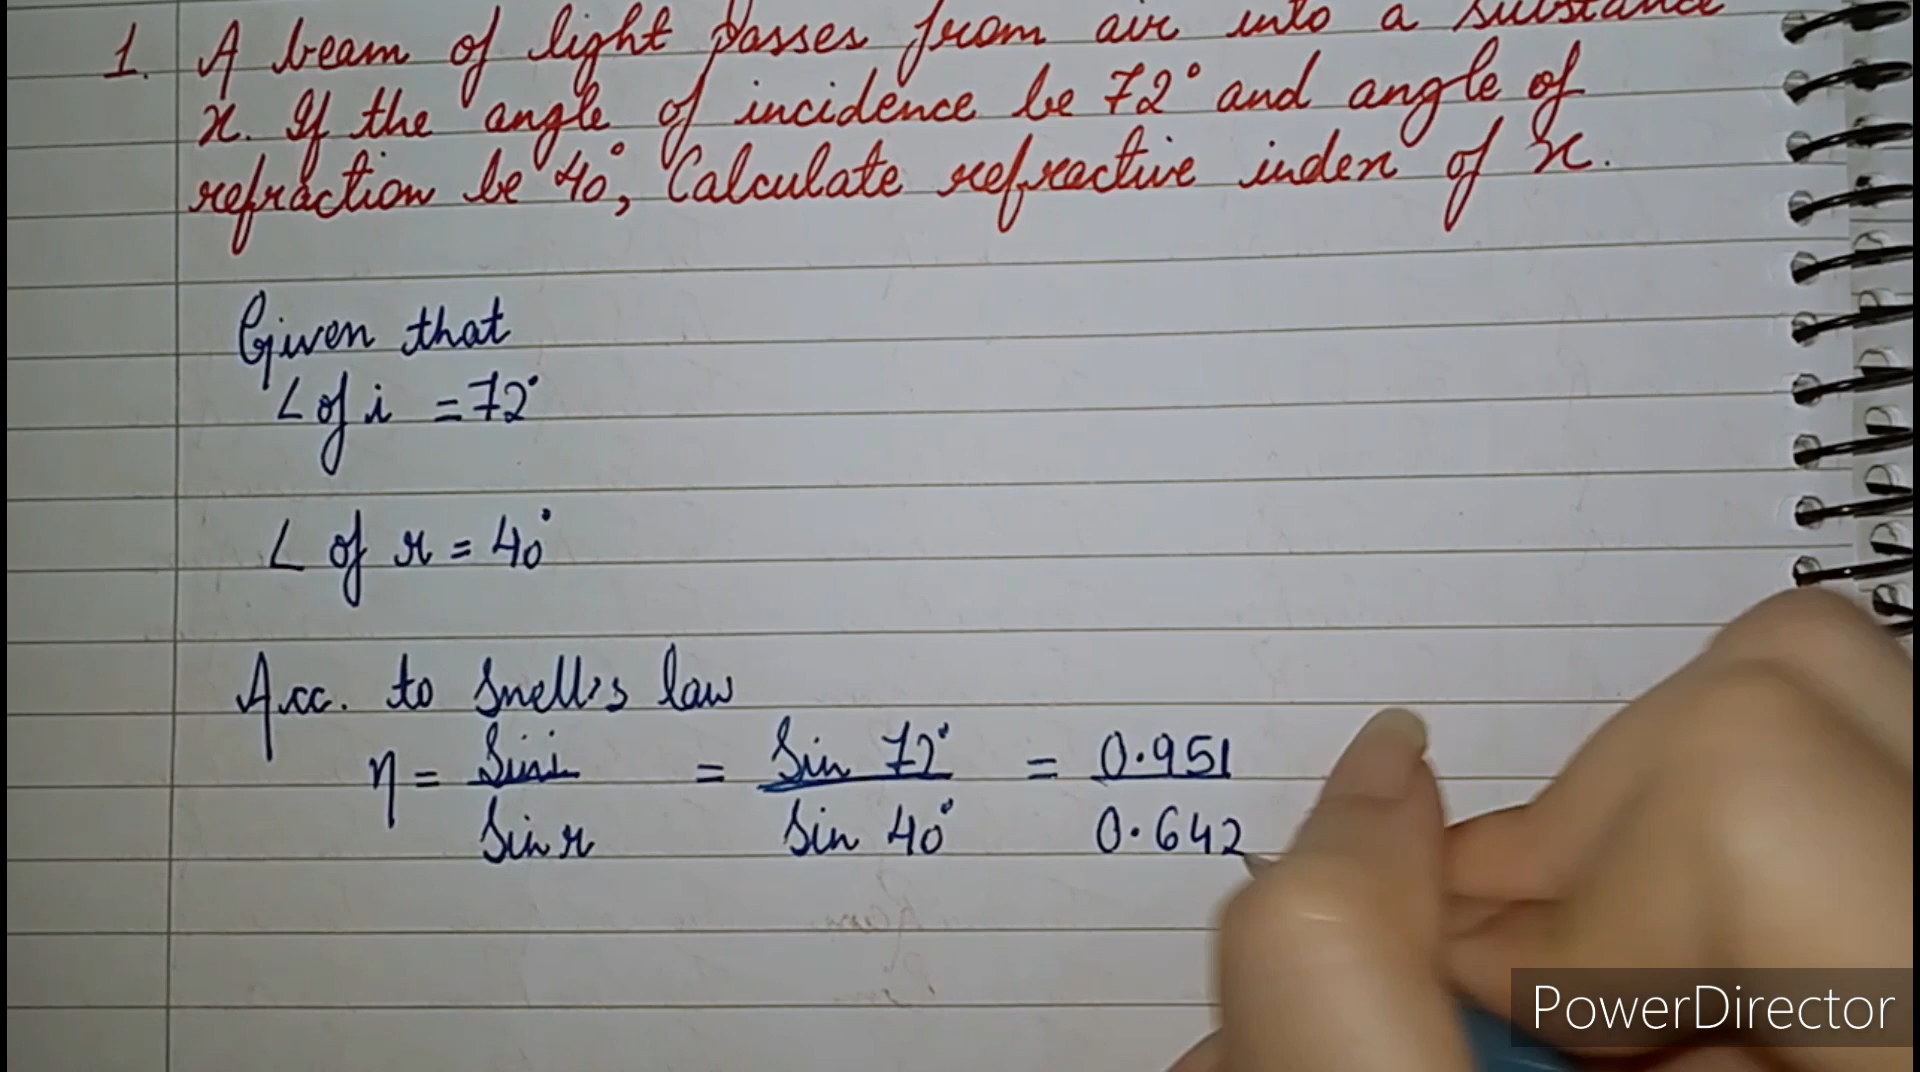 1. A beam of light passes from air into a substance
x. If the angle of incidence be 72° and angle of
refraction be 40°, Calculate refractive index of x.
Given that
∠ of i = 72°
∠ of r = 40°
Acc. to Snell's law
η = Sin i / Sin r = Sin 72° / Sin 40° = 0.951 / 0.642
PowerDirector